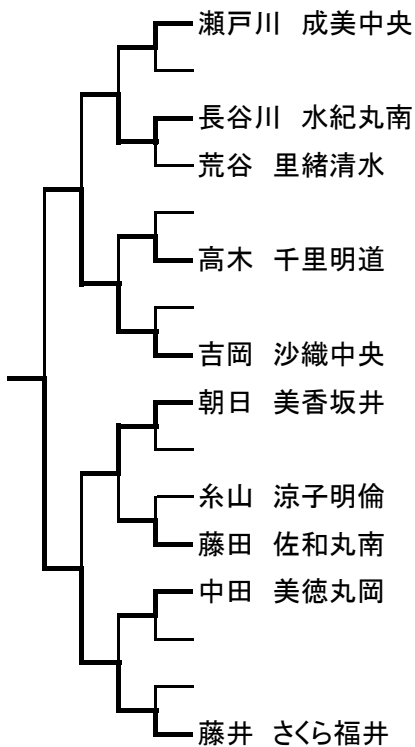 瀬戸川　成美中央
長谷川　水紀丸南
荒谷　里緒清水
高木　千里明道
吉岡　沙織中央
朝日　美香坂井
糸山　涼子明倫
藤田　佐和丸南
中田　美徳丸岡
藤井　さくら福井